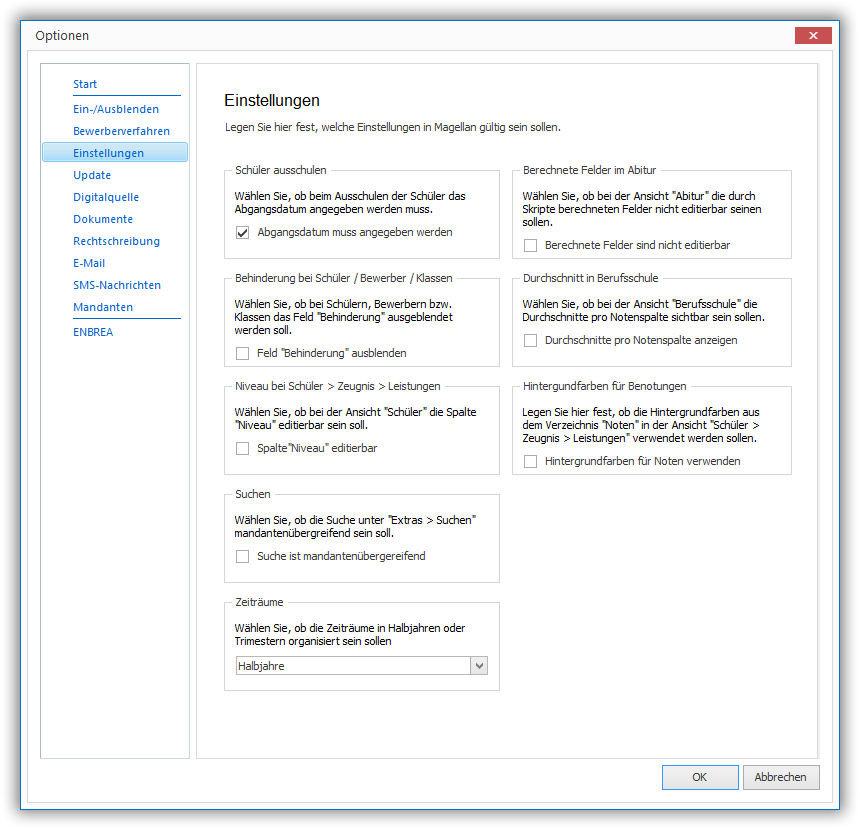 Optionen
Start
Ein-/Ausblenden
Bewerberverfahren
Einstellungen
Update
Digitalquelle
Dokumente
Rechtschreibung
E-Mail
SMS-Nachrichten
Mandanten
ENBREA
Einstellungen
Legen Sie hier fest, welche Einstellungen in Magellan gültig sein sollen.
Schüler ausschulen
Wählen Sie, ob beim Ausschulen der Schüler das
Abgangsdatum angegeben werden muss.
Abgangsdatum muss angegeben werden
Behinderung bei Schüler / Bewerber / Klassen
Wählen Sie, ob bei Schülern, Bewerbern bzw.
Klassen das Feld "Behinderung" ausgeblendet
werden soll.
Feld "Behinderung" ausblenden
Niveau bei Schüler > Zeugnis > Leistungen
Wählen Sie, ob bei der Ansicht "Schüler" die Spalte
"Niveau" editierbar sein soll.
Spalte"Niveau" editierbar
Suchen
Wählen Sie, ob die Suche unter "Extras > Suchen"
mandantenübergreifend sein soll.
Suche ist mandantenübergereifend
Zeiträume
Wählen Sie, ob die Zeiträume in Halbjahren oder
Trimestern organisiert sein sollen
Halbjahre
Berechnete Felder im Abitur
Wählen Sie, ob bei der Ansicht "Abitur" die durch
Skripte berechneten Felder nicht editierbar seinen
sollen.
Berechnete Felder sind nicht editierbar
Durchschnitt in Berufsschule
Wählen Sie, ob bei der Ansicht "Berufsschule" die
Durchschnitte pro Notenspalte sichtbar sein sollen.
Durchschnitte pro Notenspalte anzeigen
Hintergundfarben für Benotungen
Legen Sie hier fest, ob die Hintergrundfarben aus
dem Verzeichnis "Noten" in der Ansicht "Schüler >
Zeugnis > Leistungen" verwendet werden sollen.
Hintergrundfarben für Noten verwenden
OK
Abbrechen